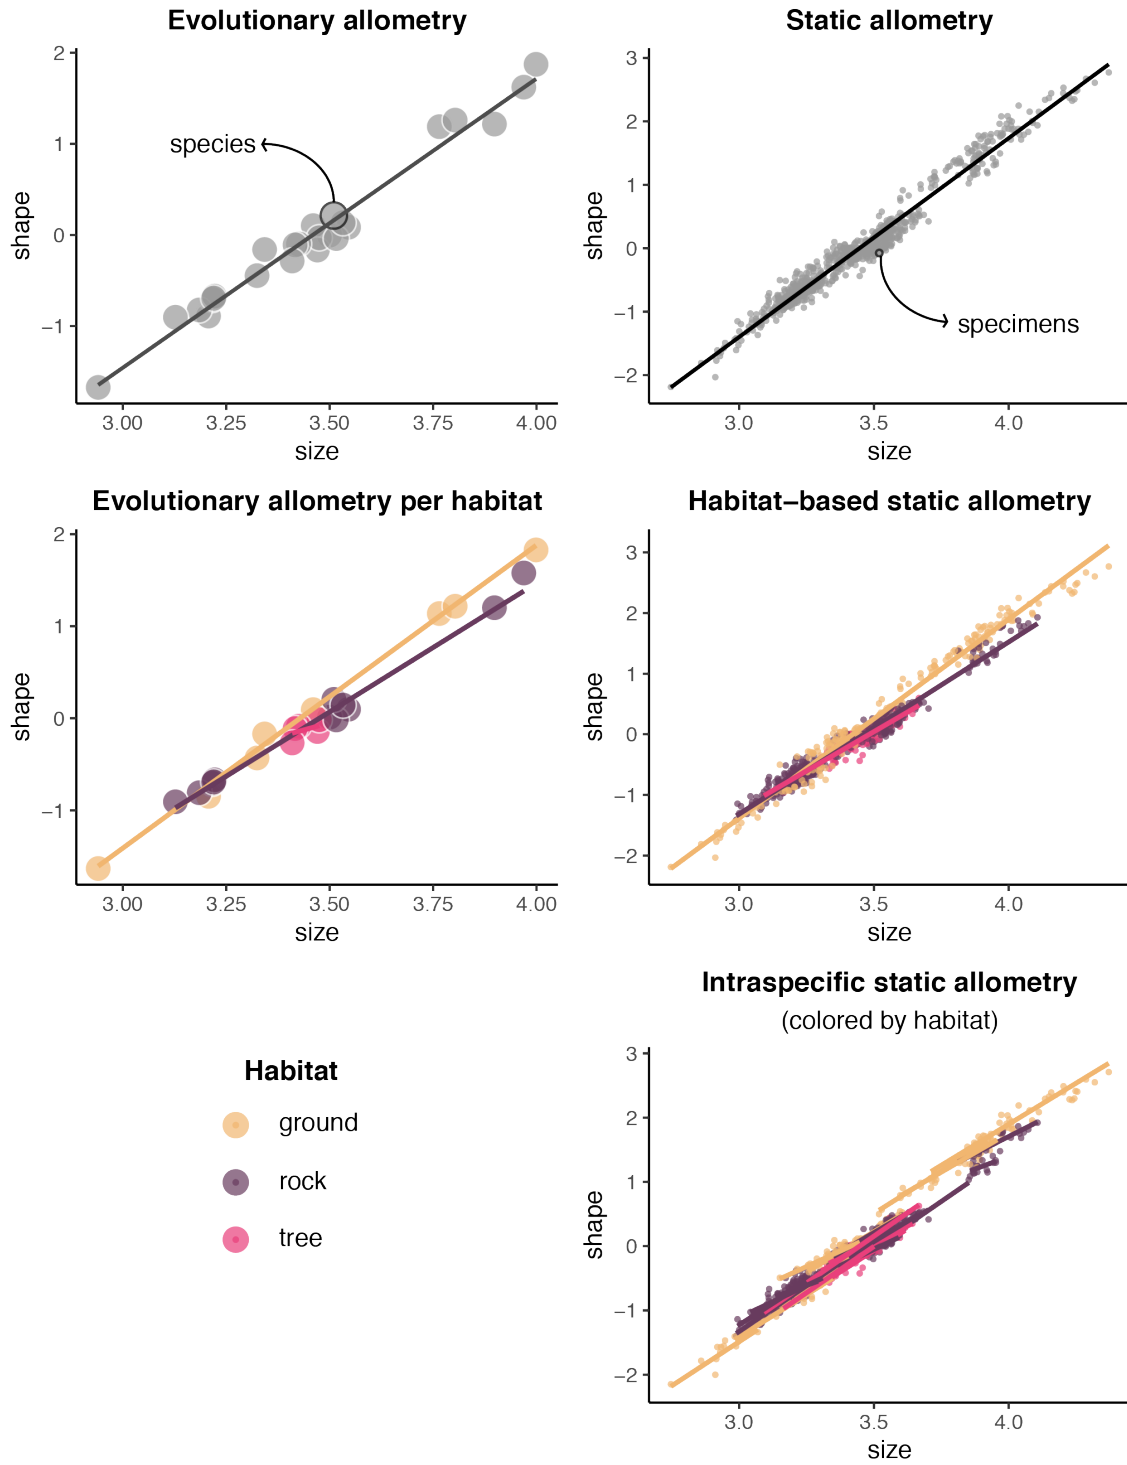 Evolutionary allometry
2
1
0
−1
shape
species
3.00 3.25 3.50 3.75 4.00
size
Static allometry
3
2
1
0
−1
−2
shape
specimens
3.0 3.5 4.0
size
Evolutionary allometry per habitat
2
1
0
−1
shape
3.00 3.25 3.50 3.75 4.00
size
Habitat−based static allometry
3
2
1
0
−1
−2
shape
3.0 3.5 4.0
size
Habitat
ground
rock
tree
Intraspecific static allometry
(colored by habitat)
3
2
1
0
−1
−2
shape
3.0 3.5 4.0
size